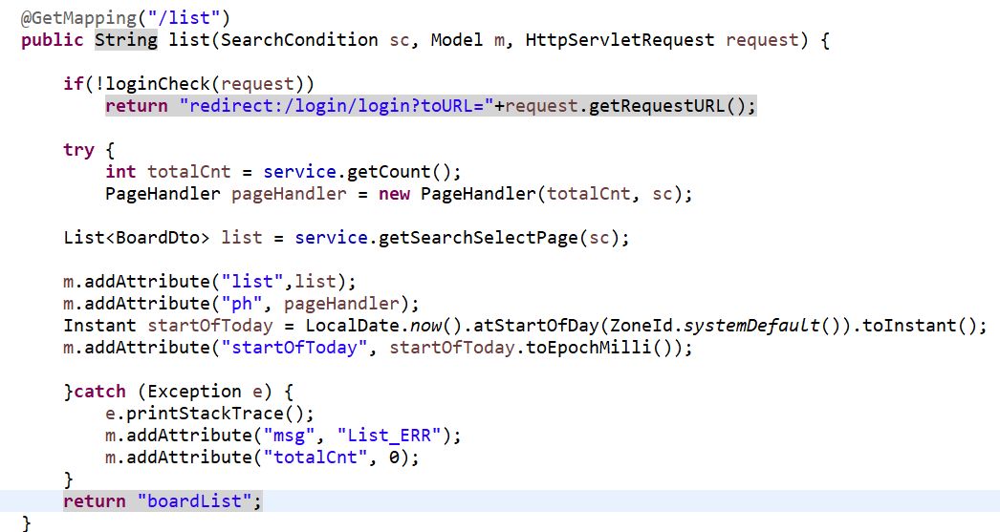 @GetMapping("/list")
public String list(SearchCondition sc, Model m, HttpServletRequest request) {
if(!loginCheck(request))
return "redirect:/login/login?toURL="+request.getRequestURL();
try {
int totalCnt = service.getCount();
PageHandler pageHandler = new PageHandler(totalCnt, sc);
List<BoardDto> list = service.getSearchSelectPage(sc);
m.addAttribute("list",list);
m.addAttribute("ph", pageHandler);
Instant startOfToday = LocalDate.now().atStartOfDay(ZoneId.systemDefault()).toInstant();
m.addAttribute("startOfToday", startOfToday.toEpochMilli());
}catch (Exception e) {
e.printStackTrace();
m.addAttribute("msg", "List_ERR");
m.addAttribute("totalCnt", 0);
}
return "boardList";
}